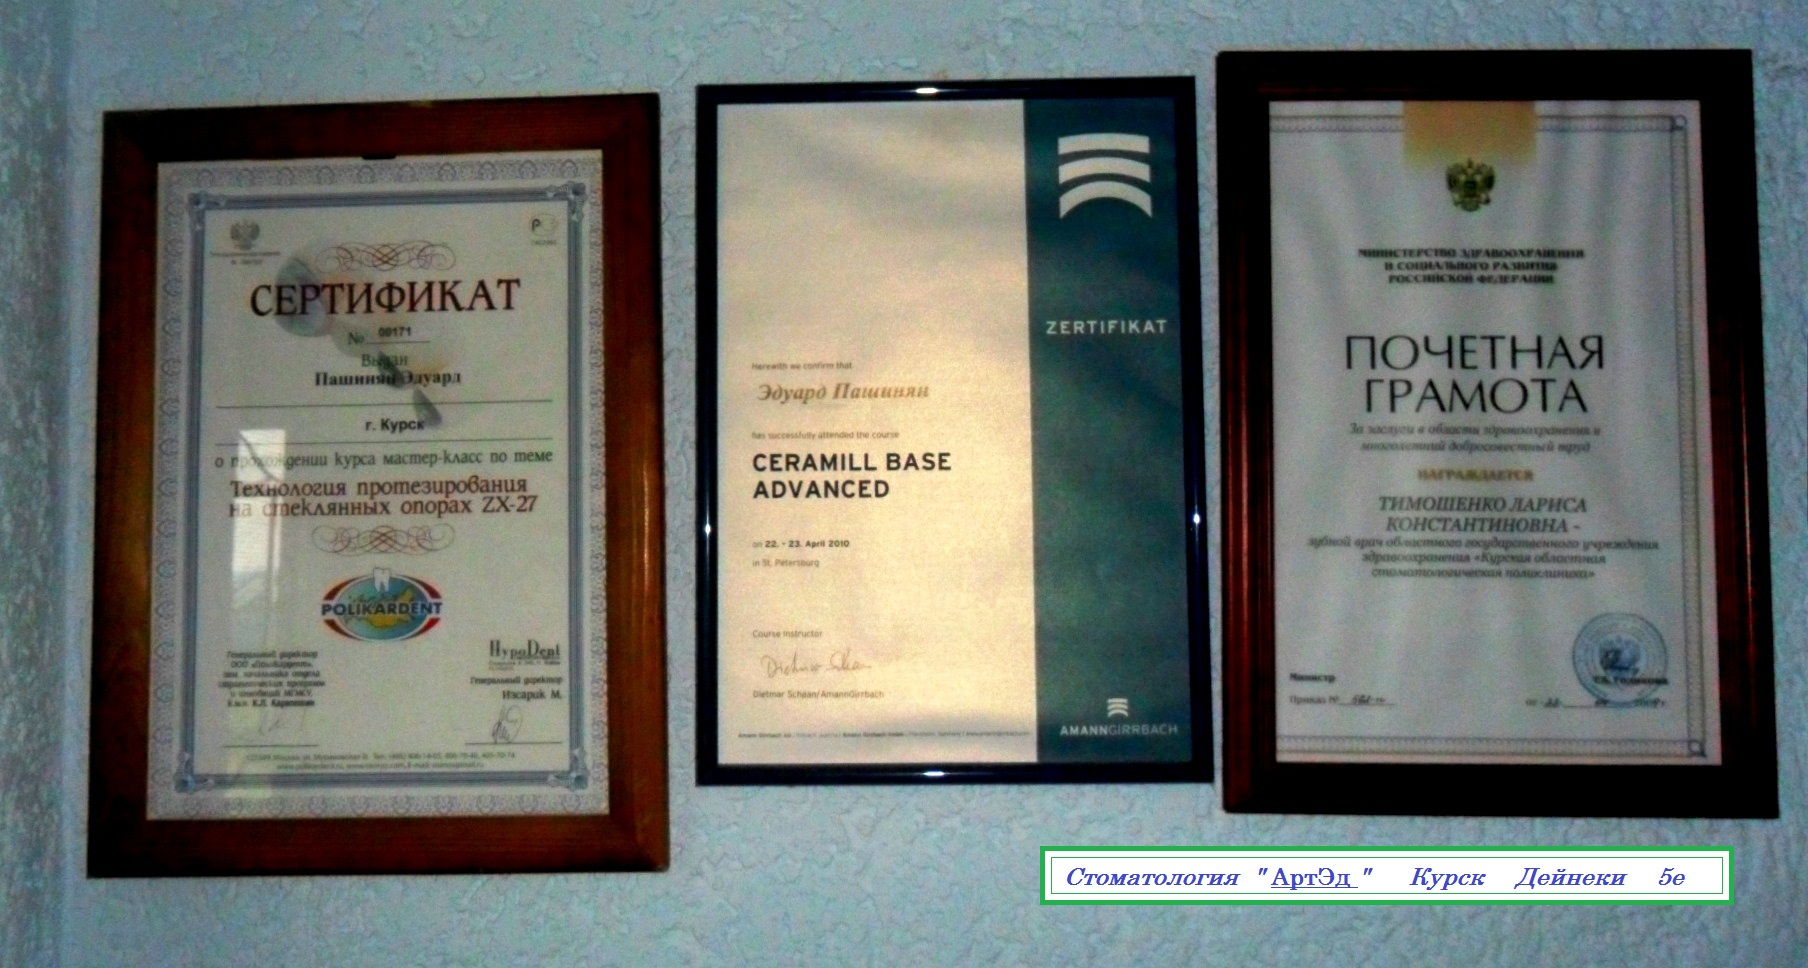 СЕРТИФИКАТ
№ 00171
Выдан
Пашинян Эдуард
г. Курск
о прохождении курса мастер-класс по теме
Технология протезирования
на стеклянных опорах ZX-27
POLIKARDENT
Генеральный директор
HypoDent
Генеральный директор
Изсарик М.
ZERTIFIKAT
Herewith we confirm that
Эдуард Пашинян
has successfully attended the course
CERAMILL BASE
ADVANCED
on 22. - 23. April 2010
in St. Petersburg
Course Instructor
Dietmar Schaan/AmannGirrbach
AMANNGIRRBACH
МИНИСТЕРСТВО ЗДРАВООХРАНЕНИЯ
И СОЦИАЛЬНОГО РАЗВИТИЯ
РОССИЙСКОЙ ФЕДЕРАЦИИ
ПОЧЕТНАЯ
ГРАМОТА
За заслуги в области здравоохранения и
многолетний добросовестный труд
НАГРАЖДАЕТСЯ
ТИМОШЕНКО ЛАРИСА
КОНСТАНТИНОВНА -
зубной врач областного государственного учреждения
здравоохранения «Курская областная
стоматологическая поликлиника»
Министр
Приказ №
Стоматология "АртЭд" Курск Дейнеки 5е